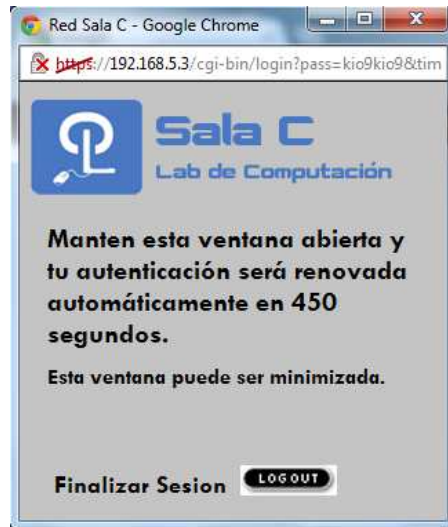 Red Sala C - Google Chrome
https://192.168.5.3/cgi-bin/login?pass=kio9kio9&tim
Sala C
Lab de Computación
Manten esta ventana abierta y
tu autenticación será renovada
automáticamente en 450
segundos.
Esta ventana puede ser minimizada.
Finalizar Sesion LOGOUT